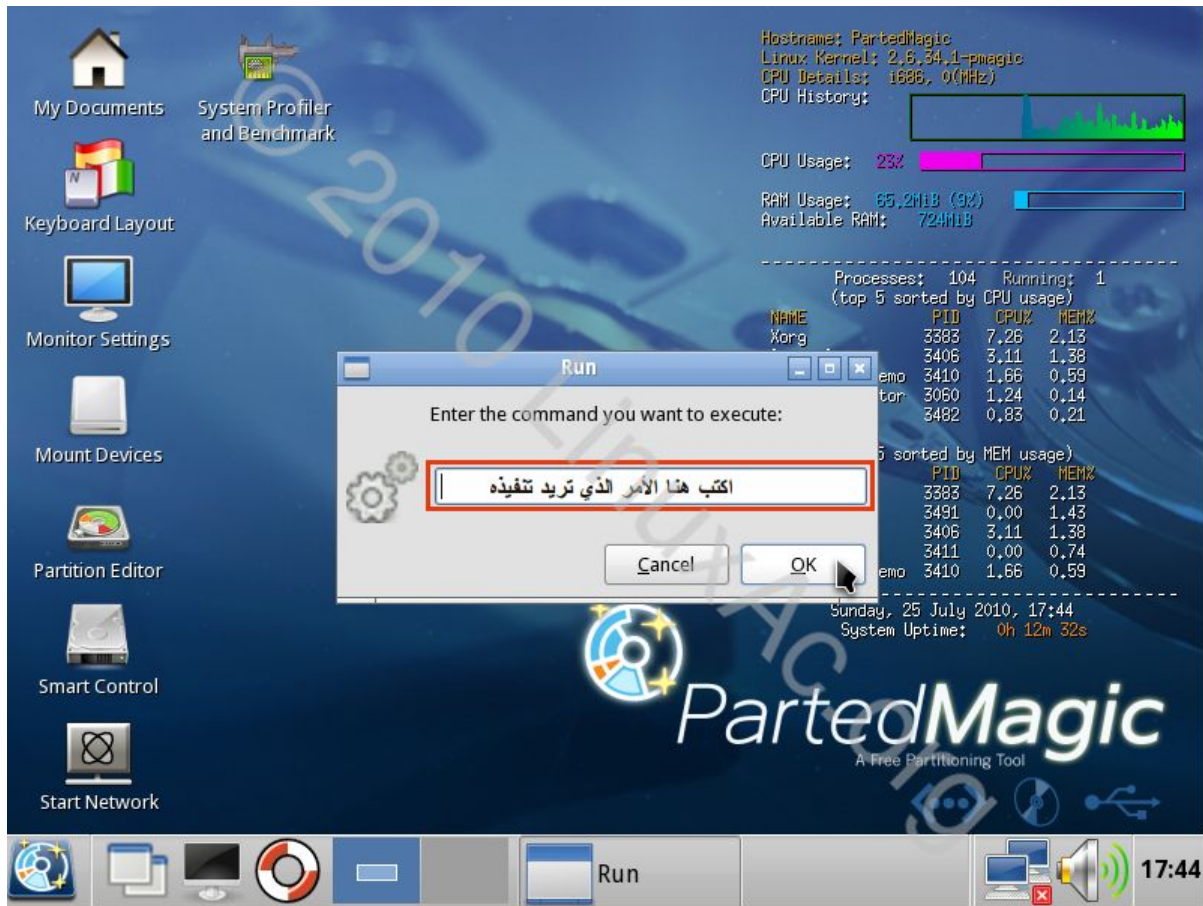 My Documents
System Profiler
and Benchmark
Keyboard Layout
Monitor Settings
Mount Devices
Partition Editor
Smart Control
Start Network
Hostname: PartedMagic
Linux Kernel: 2.6.34.1-pmagic
CPU Details: i686, 0(MHz)
CPU History:
CPU Usage: 23%
RAM Usage: 65.2MiB (9%)
Available RAM: 724MiB
Processes: 104 Running: 1
(top 5 sorted by CPU usage)
NAME PID CPU% MEM%
Xorg 3383 7.26 2.13
3406 3.11 1.38
emo 3410 1.66 0.59
tor 3060 1.24 0.14
3482 0.83 0.21
5 sorted by MEM usage)
PID CPU% MEM%
3383 7.26 2.13
3491 0.00 1.43
3406 3.11 1.38
3411 0.00 0.74
emo 3410 1.66 0.59
Sunday, 25 July 2010, 17:44
System Uptime: 0h 12m 32s
Run
Enter the command you want to execute:
اكتب هنا الأمر الذي تريد تنفيذه
Cancel
OK
PartedMagic
A Free Partitioning Tool
© 2010 LinuxAc.org
N
Run
17:44